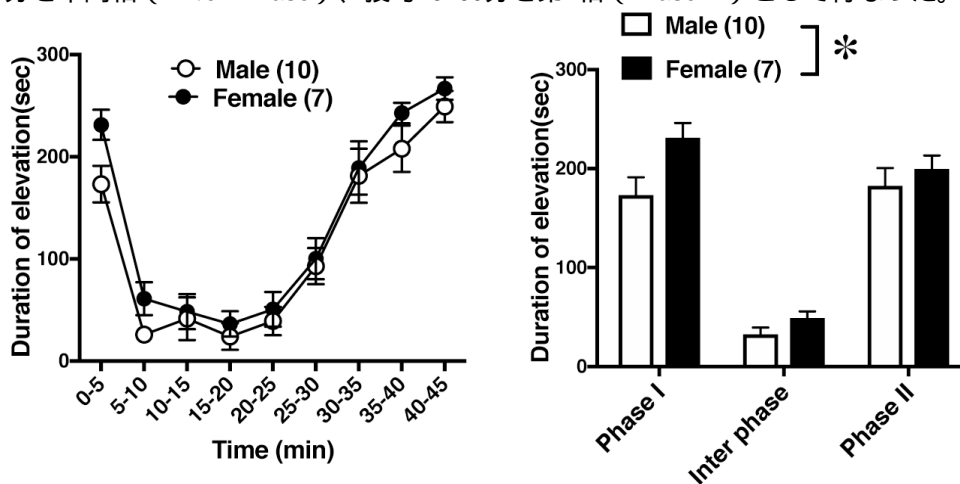 Male (10)
Female (7)
*
Duration of elevation(sec)
300
200
100
0
Male (10)
Female (7)
0-5
5-10
10-15
15-20
20-25
25-30
30-35
35-40
40-45
Time (min)
Duration of elevation(sec)
300
200
100
0
Phase I
Inter phase
Phase II